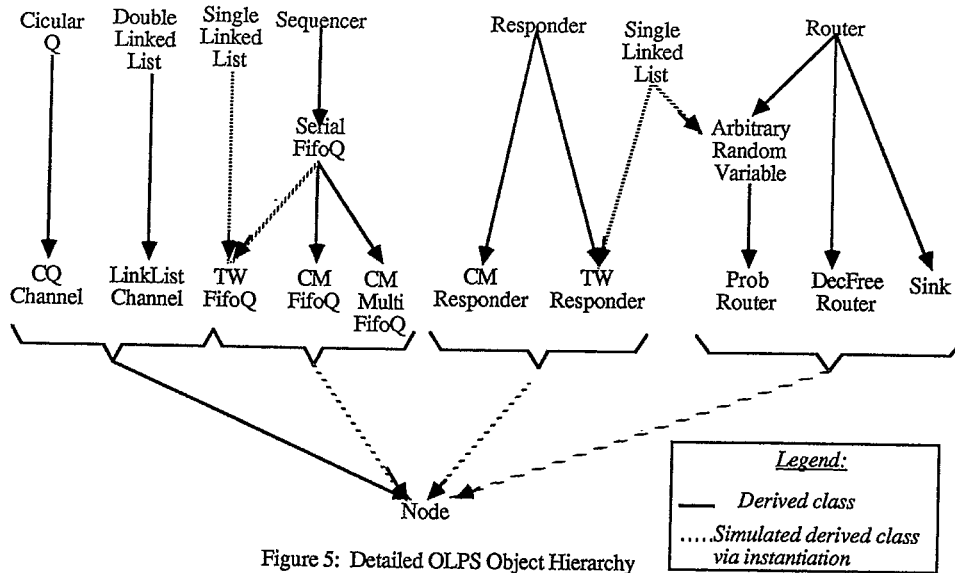 Cicular
Q
Double
Linked
List
Single
Linked
List
Sequencer
Responder
Single
Linked
List
Router
Serial
FifoQ
Arbitrary
Random
Variable
CQ
Channel
LinkList
Channel
TW
FifoQ
CM
FifoQ
CM
Multi
FifoQ
CM
Responder
TW
Responder
Prob
Router
DecFree
Router
Sink
Node
Legend:
Derived class
Simulated derived class
via instantiation
Figure 5: Detailed OLPS Object Hierarchy